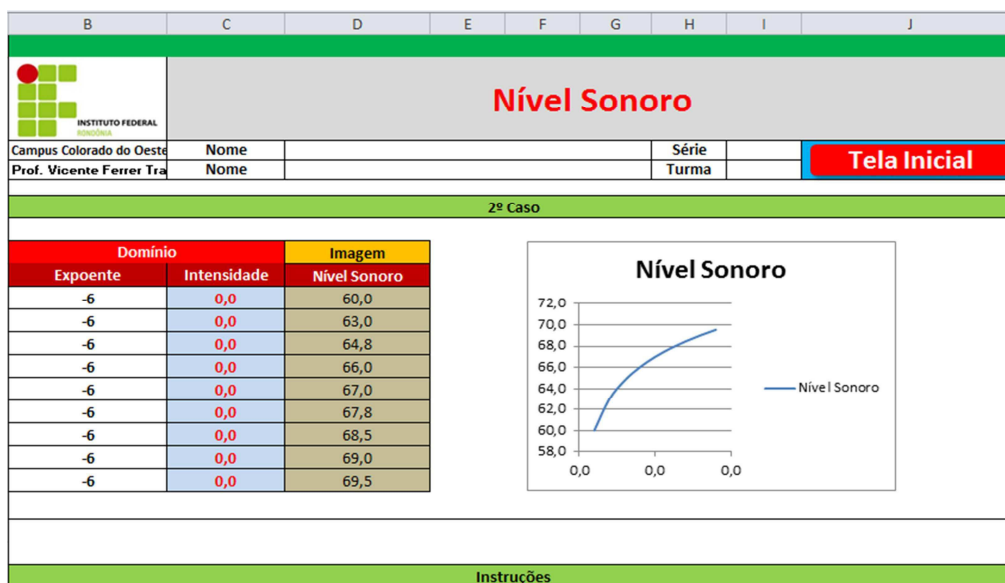 B C D E F G H I J
INSTITUTO FEDERAL
RONDÔNIA
Nível Sonoro
Campus Colorado do Oeste Nome Série
Prof. Vicente Ferrer Tra Nome Turma
Tela Inicial
2º Caso
Domínio Imagem
Expoente Intensidade Nível Sonoro
-6 0,0 60,0
-6 0,0 63,0
-6 0,0 64,8
-6 0,0 66,0
-6 0,0 67,0
-6 0,0 67,8
-6 0,0 68,5
-6 0,0 69,0
-6 0,0 69,5
Nível Sonoro
72,0
70,0
68,0
66,0
64,0
62,0
60,0
58,0
0,0 0,0 0,0
Nível Sonoro
Instruções